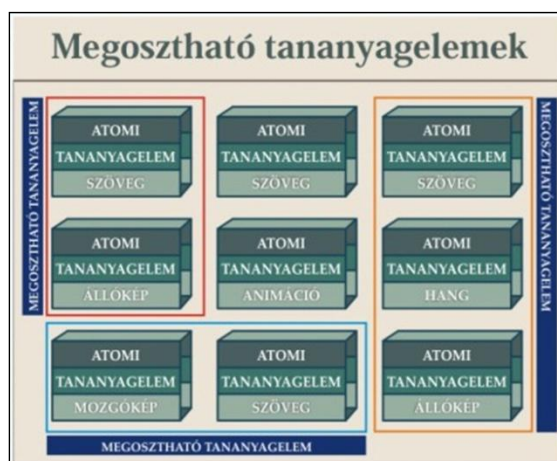 Megosztható tananyagelemek
MEGOSZTHATÓ TANANYAGELEM
ATOMI
TANANYAGELEM
SZÖVEG
ATOMI
TANANYAGELEM
SZÖVEG
ATOMI
TANANYAGELEM
SZÖVEG
MEGOSZTHATÓ TANANYAGELEM
ATOMI
TANANYAGELEM
ÁLLÓKÉP
ATOMI
TANANYAGELEM
ANIMÁCIÓ
ATOMI
TANANYAGELEM
HANG
ATOMI
TANANYAGELEM
MOZGÓKÉP
ATOMI
TANANYAGELEM
SZÖVEG
ATOMI
TANANYAGELEM
ÁLLÓKÉP
MEGOSZTHATÓ TANANYAGELEM